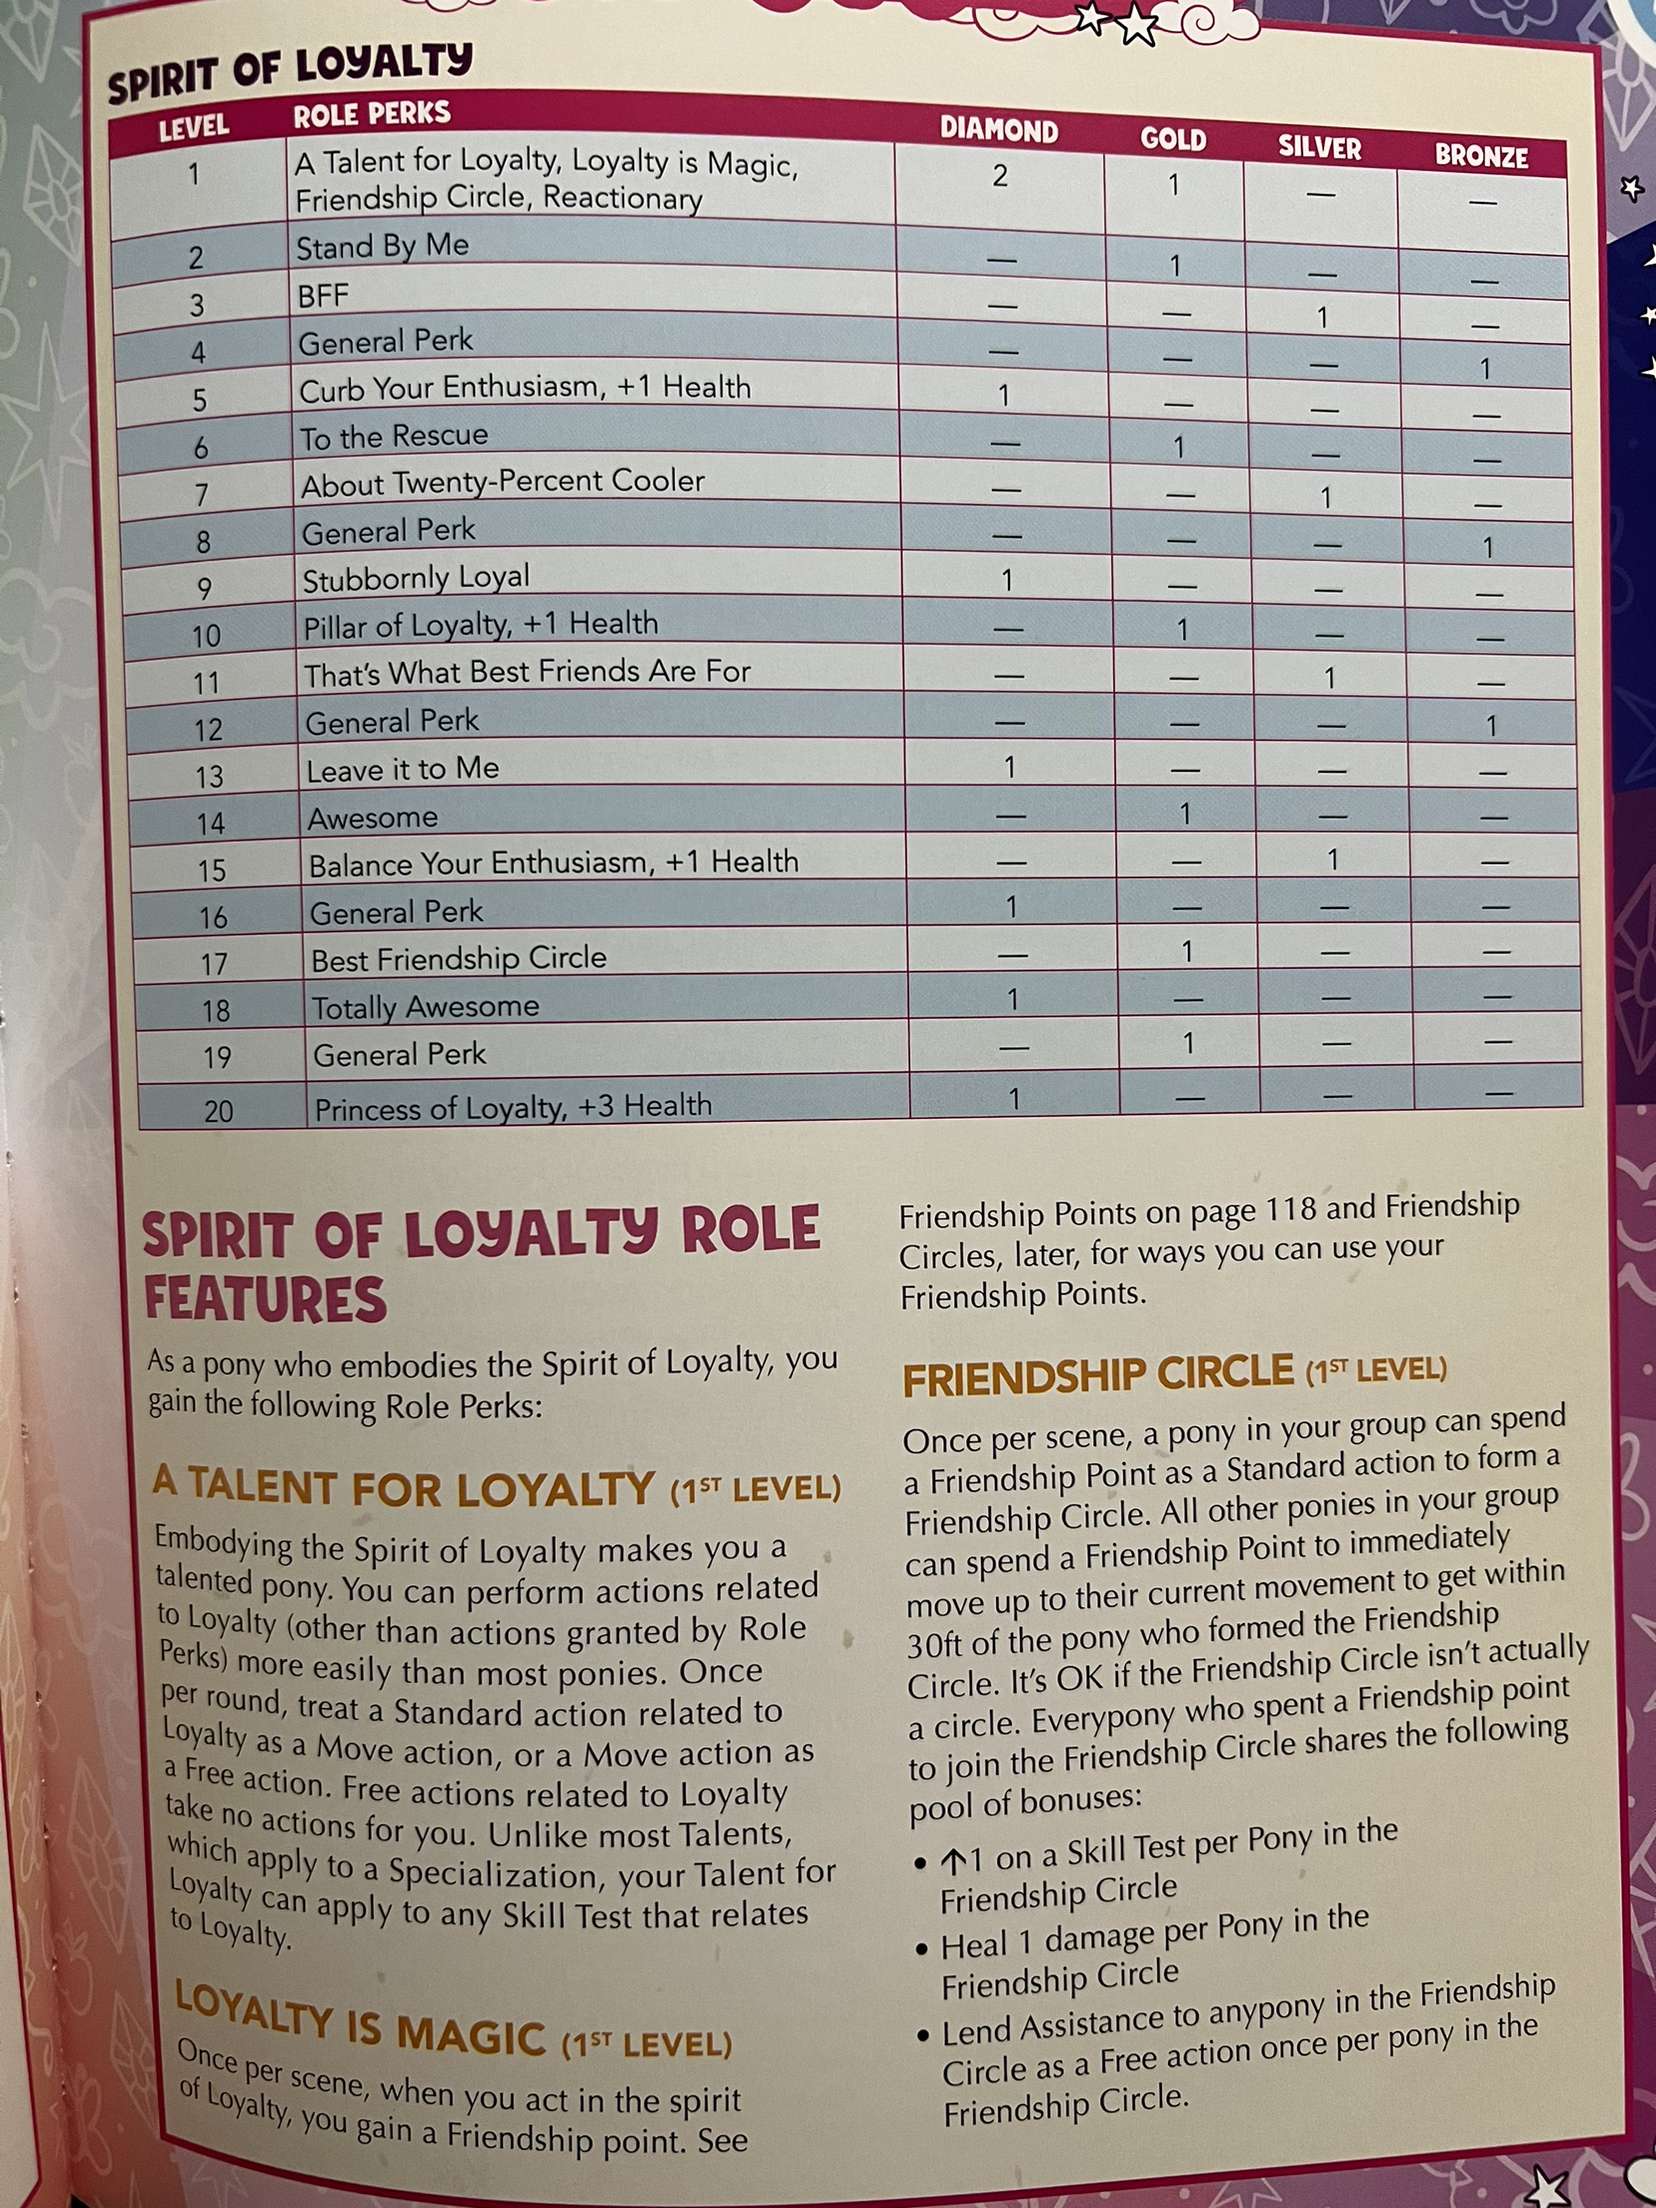 SPIRIT OF LOYALTY
LEVEL ROLE PERKS DIAMOND GOLD SILVER BRONZE
1 A Talent for Loyalty, Loyalty is Magic, 2 1 — —
Friendship Circle, Reactionary
2 Stand By Me — 1 — —
3 BFF — — 1 —
4 General Perk — — — 1
5 Curb Your Enthusiasm, +1 Health 1 — — —
6 To the Rescue — 1 — —
7 About Twenty-Percent Cooler — — 1 —
8 General Perk — — — 1
9 Stubbornly Loyal 1 — — —
10 Pillar of Loyalty, +1 Health — 1 — —
11 That's What Best Friends Are For — — 1 —
12 General Perk — — — 1
13 Leave it to Me 1 — — —
14 Awesome — 1 — —
15 Balance Your Enthusiasm, +1 Health — — 1 —
16 General Perk 1 — — —
17 Best Friendship Circle — 1 — —
18 Totally Awesome 1 — — —
19 General Perk — 1 — —
20 Princess of Loyalty, +3 Health 1 — — —
SPIRIT OF LOYALTY ROLE
FEATURES
As a pony who embodies the Spirit of Loyalty, you
gain the following Role Perks:
A TALENT FOR LOYALTY (1ST LEVEL)
Embodying the Spirit of Loyalty makes you a
talented pony. You can perform actions related
to Loyalty (other than actions granted by Role
Perks) more easily than most ponies. Once
per round, treat a Standard action related to
Loyalty as a Move action, or a Move action as
a Free action. Free actions related to Loyalty
take no actions for you. Unlike most Talents,
which apply to a Specialization, your Talent for
Loyalty can apply to any Skill Test that relates
to Loyalty.
LOYALTY IS MAGIC (1ST LEVEL)
Once per scene, when you act in the spirit
of Loyalty, you gain a Friendship point. See
Friendship Points on page 118 and Friendship
Circles, later, for ways you can use your
Friendship Points.
FRIENDSHIP CIRCLE (1ST LEVEL)
Once per scene, a pony in your group can spend
a Friendship Point as a Standard action to form a
Friendship Circle. All other ponies in your group
can spend a Friendship Point to immediately
move up to their current movement to get within
30ft of the pony who formed the Friendship
Circle. It's OK if the Friendship Circle isn't actually
a circle. Everypony who spent a Friendship point
to join the Friendship Circle shares the following
pool of bonuses:
• ↑1 on a Skill Test per Pony in the
Friendship Circle
• Heal 1 damage per Pony in the
Friendship Circle
• Lend Assistance to anypony in the Friendship
Circle as a Free action once per pony in the
Friendship Circle.